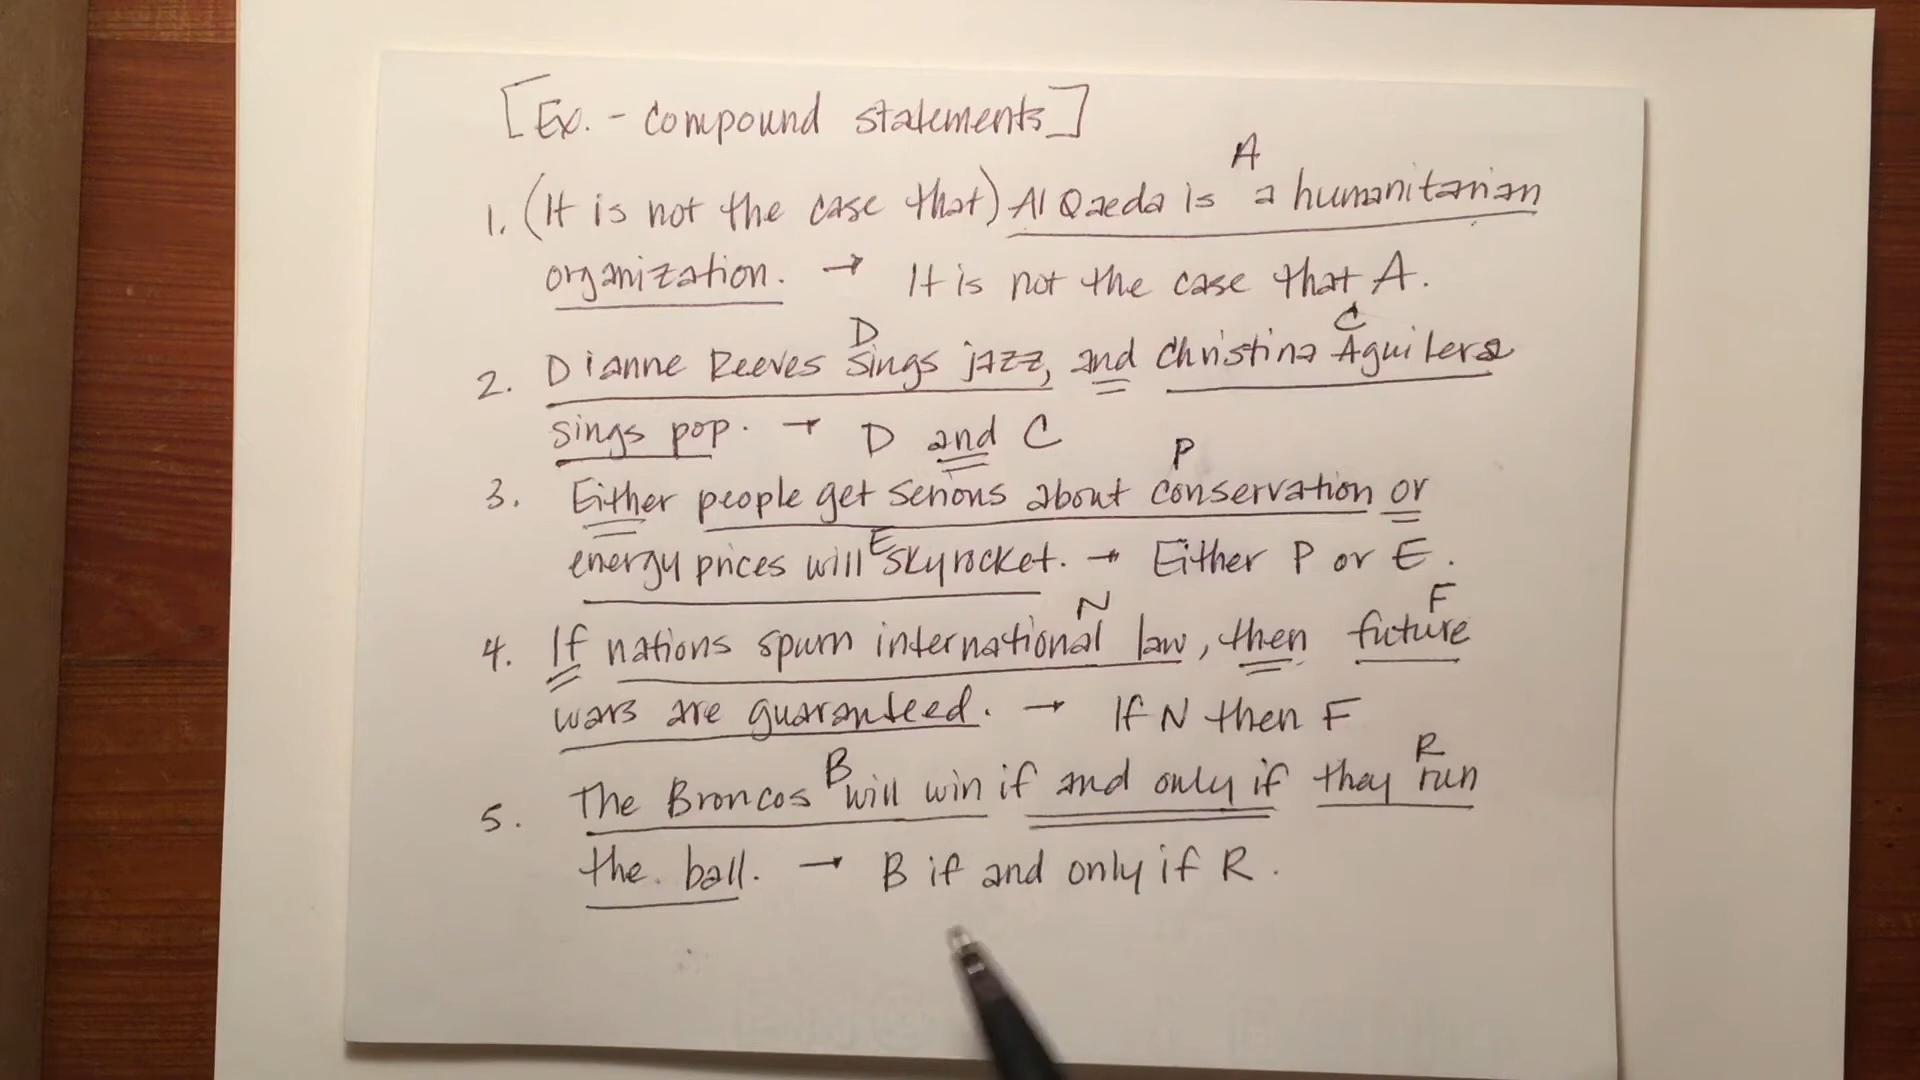 [Ex. - compound statements]
A
1. (It is not the case that) Al Qaeda is a humanitarian
organization. → It is not the case that A.
D C
2. Dianne Reeves sings jazz, and Christina Aguilera
sings pop. → D and C
P
3. Either people get serious about conservation or
E
energy prices will skyrocket. → Either P or E.
N F
4. If nations spurn international law, then future
wars are guaranteed. → If N then F
B R
5. The Broncos will win if and only if they run
the ball. → B if and only if R.